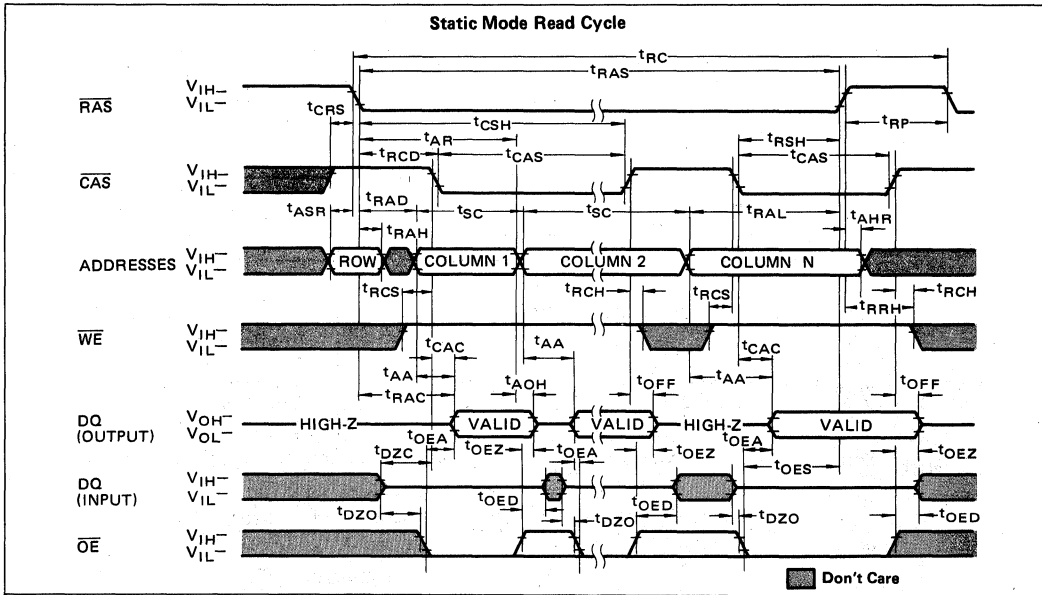 Static Mode Read Cycle
tRC
tRAS
RAS
VIH–
VIL–
tCRS
tCSH
tRP
tAR
tRSH
tRCD
tCAS
tCAS
CAS
VIH–
VIL–
tASR
tRAD
tSC
tSC
tRAL
tAHR
tRAH
ADDRESSES
VIH–
VIL–
ROW
COLUMN 1
COLUMN 2
COLUMN N
tRCS
tRCH
tRCS
tRCH
tRRH
WE
VIH–
VIL–
tCAC
tAA
tCAC
tAA
tAOH
tOFF
tAA
tOFF
tRAC
DQ
(OUTPUT)
VOH–
VOL–
HIGH-Z
VALID
VALID
HIGH-Z
VALID
tOEA
tOEZ
tOEA
tOEZ
tOEA
tOEZ
tDZC
tOES
DQ
(INPUT)
VIH–
VIL–
tOED
tOED
tOED
tDZO
tDZO
tDZO
OE
VIH–
VIL–
Don't Care